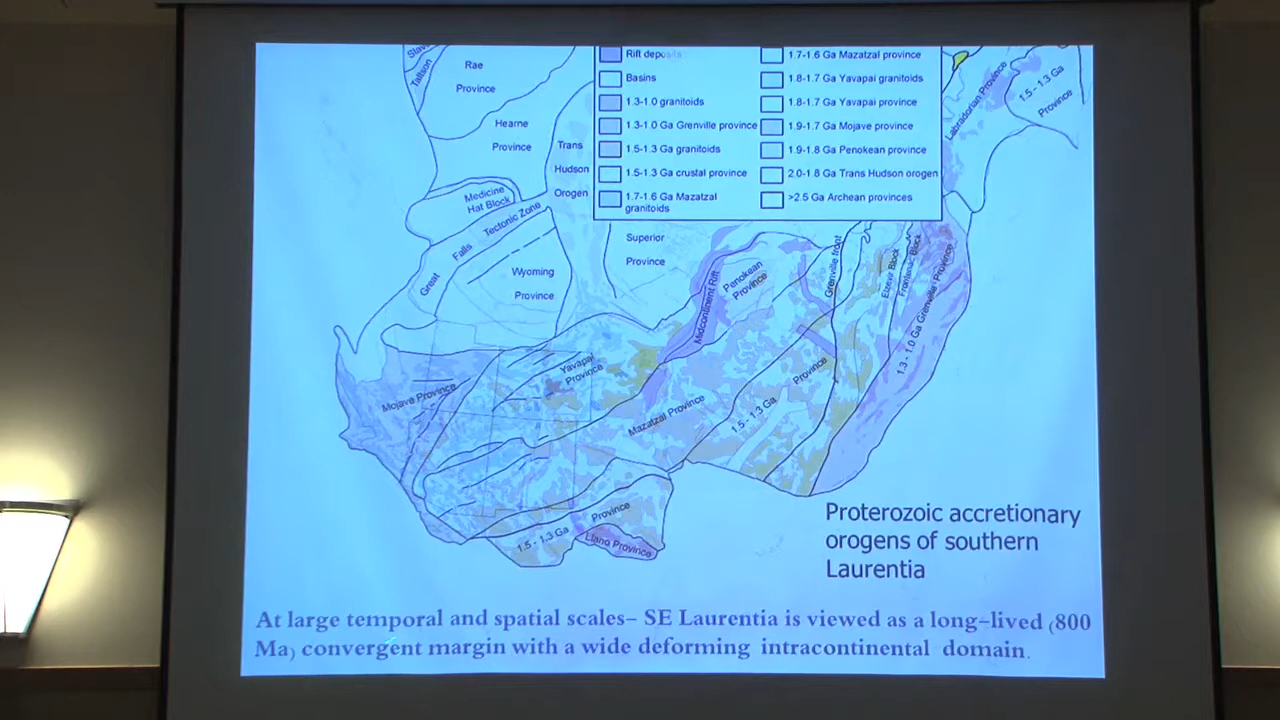 Slave
Taltson
Rae
Province
Hearne
Province
Trans
Hudson
Orogen
Medicine
Hat Block
Great Falls Tectonic Zone
Wyoming
Province
Superior
Province
Rift deposits
Basins
1.3-1.0 granitoids
1.3-1.0 Ga Grenville province
1.5-1.3 Ga granitoids
1.5-1.3 Ga crustal province
1.7-1.6 Ga Mazatzal
granitoids
1.7-1.6 Ga Mazatzal province
1.8-1.7 Ga Yavapai granitoids
1.8-1.7 Ga Yavapai province
1.9-1.7 Ga Mojave province
1.9-1.8 Ga Penokean province
2.0-1.8 Ga Trans Hudson orogen
>2.5 Ga Archean provinces
Labradorian Province
1.5 - 1.3 Ga
Province
Midcontinent Rift
Penokean
Province
Grenville front
Elzevir Block
Frontenac Block
1.3 - 1.0 Ga Grenville Province
Mojave Province
Yavapai
Province
Mazatzal Province
1.5 - 1.3 Ga Province
1.5 - 1.3 Ga Province
Llano Province
Proterozoic accretionary
orogens of southern
Laurentia
At large temporal and spatial scales– SE Laurentia is viewed as a long–lived (800
Ma) convergent margin with a wide deforming intracontinental domain.